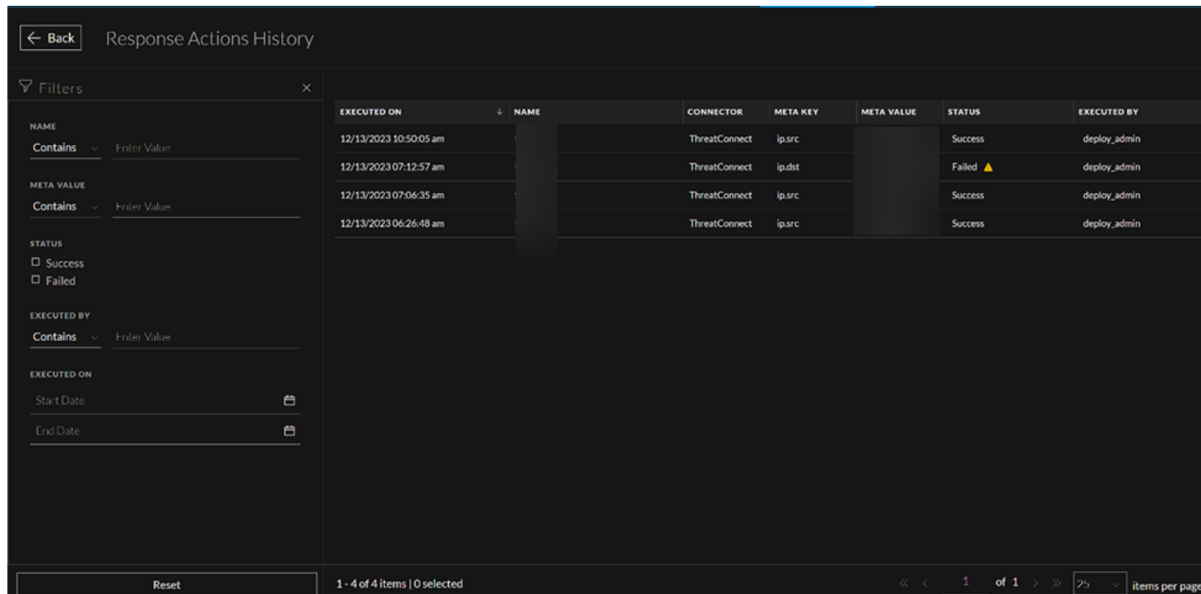 Back
Response Actions History
Filters
NAME
Contains Enter Value
META VALUE
Contains Enter Value
STATUS
Success
Failed
EXECUTED BY
Contains Enter Value
EXECUTED ON
Start Date
End Date
Reset
EXECUTED ON NAME CONNECTOR META KEY META VALUE STATUS EXECUTED BY
12/13/2023 10:50:05 am ThreatConnect ip.src Success deploy_admin
12/13/2023 07:12:57 am ThreatConnect ip.dst Failed deploy_admin
12/13/2023 07:06:35 am ThreatConnect ip.src Success deploy_admin
12/13/2023 06:26:48 am ThreatConnect ip.src Success deploy_admin
1 - 4 of 4 items | 0 selected
1 of 1 25 items per page